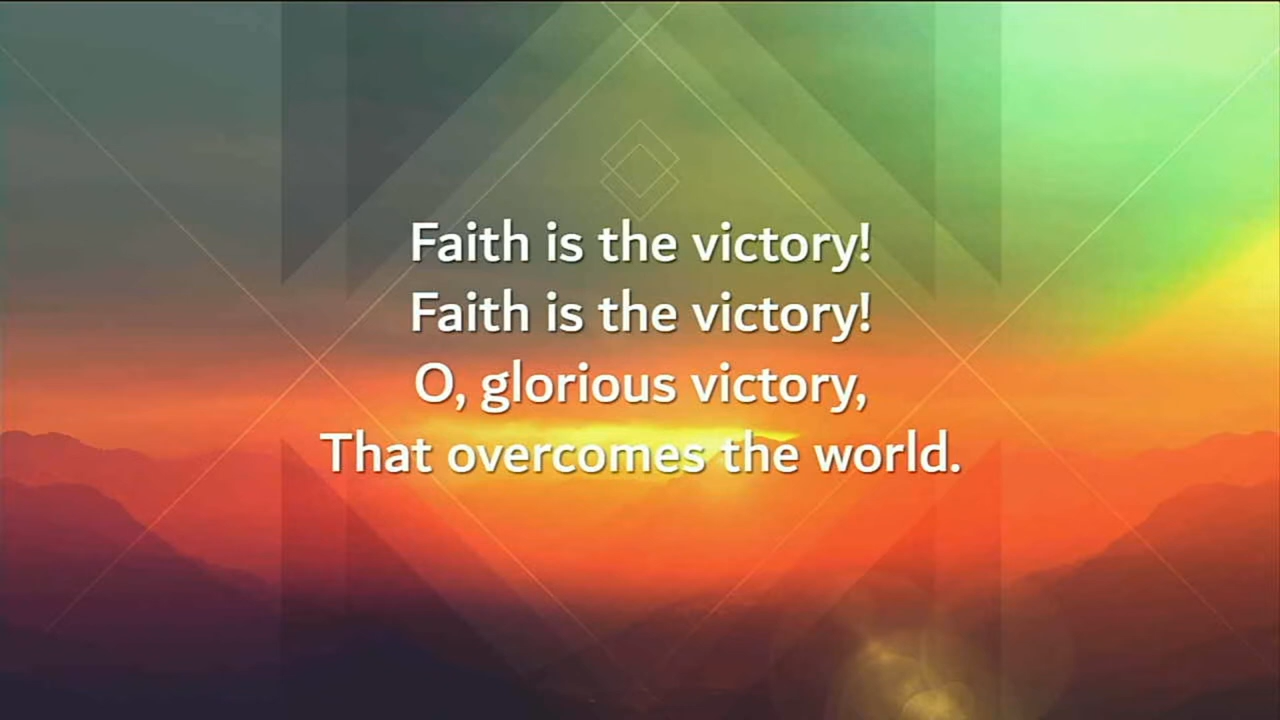 Faith is the victory!
Faith is the victory!
O, glorious victory,
That overcomes the world.